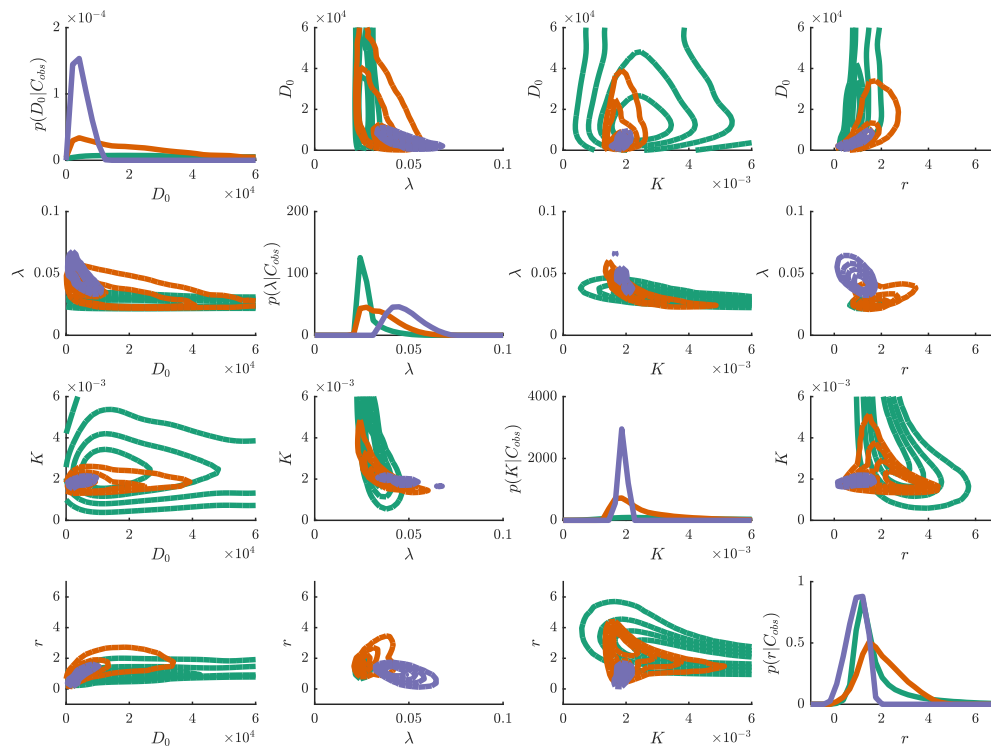 ×10⁻⁴
2
1
0
p(D₀|C_obs)
0 2 4 6
×10⁴
D₀
×10⁴
6
4
2
0
D₀
0 0.05 0.1
λ
×10⁴
6
4
2
0
D₀
0 2 4 6
×10⁻³
K
×10⁴
6
4
2
0
D₀
0 2 4 6
r
0.1
0.05
0
λ
0 2 4 6
×10⁴
D₀
200
100
0
p(λ|C_obs)
0 0.05 0.1
λ
0.1
0.05
0
λ
0 2 4 6
×10⁻³
K
0.1
0.05
0
λ
0 2 4 6
r
×10⁻³
6
4
2
0
K
0 2 4 6
×10⁴
D₀
×10⁻³
6
4
2
0
K
0 0.05 0.1
λ
4000
2000
0
p(K|C_obs)
0 2 4 6
×10⁻³
K
×10⁻³
6
4
2
0
K
0 2 4 6
r
6
4
2
0
r
0 2 4 6
×10⁴
D₀
6
4
2
0
r
0 0.05 0.1
λ
6
4
2
0
r
0 2 4 6
×10⁻³
K
1
0.5
0
p(r|C_obs)
0 2 4 6
r